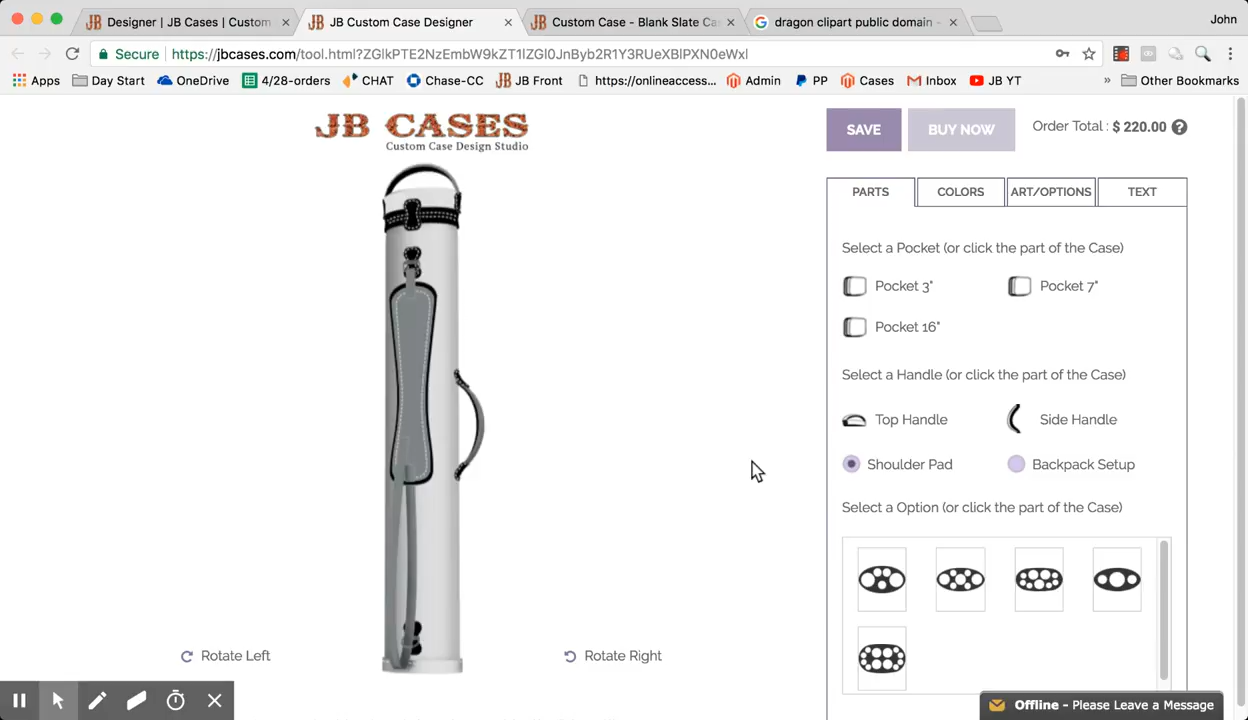 Designer | JB Cases | Custom
JB Custom Case Designer
Custom Case - Blank Slate Cas
dragon clipart public domain -
John
Secure
https://jbcases.com/tool.html?ZGlkPTE2NzEmbW9kZT1lZGl0JnByb2R1Y3RUeXBlPXN0eWxl
Apps
Day Start
OneDrive
4/28-orders
CHAT
Chase-CC
JB Front
https://onlineaccess...
Admin
PP
Cases
Inbox
JB YT
»
Other Bookmarks
JB CASES
Custom Case Design Studio
SAVE
BUY NOW
Order Total : $ 220.00 ?
PARTS
COLORS
ART/OPTIONS
TEXT
Select a Pocket (or click the part of the Case)
Pocket 3"
Pocket 7"
Pocket 16"
Select a Handle (or click the part of the Case)
Top Handle
Side Handle
Shoulder Pad
Backpack Setup
Select a Option (or click the part of the Case)
Rotate Left
Rotate Right
Offline - Please Leave a Message